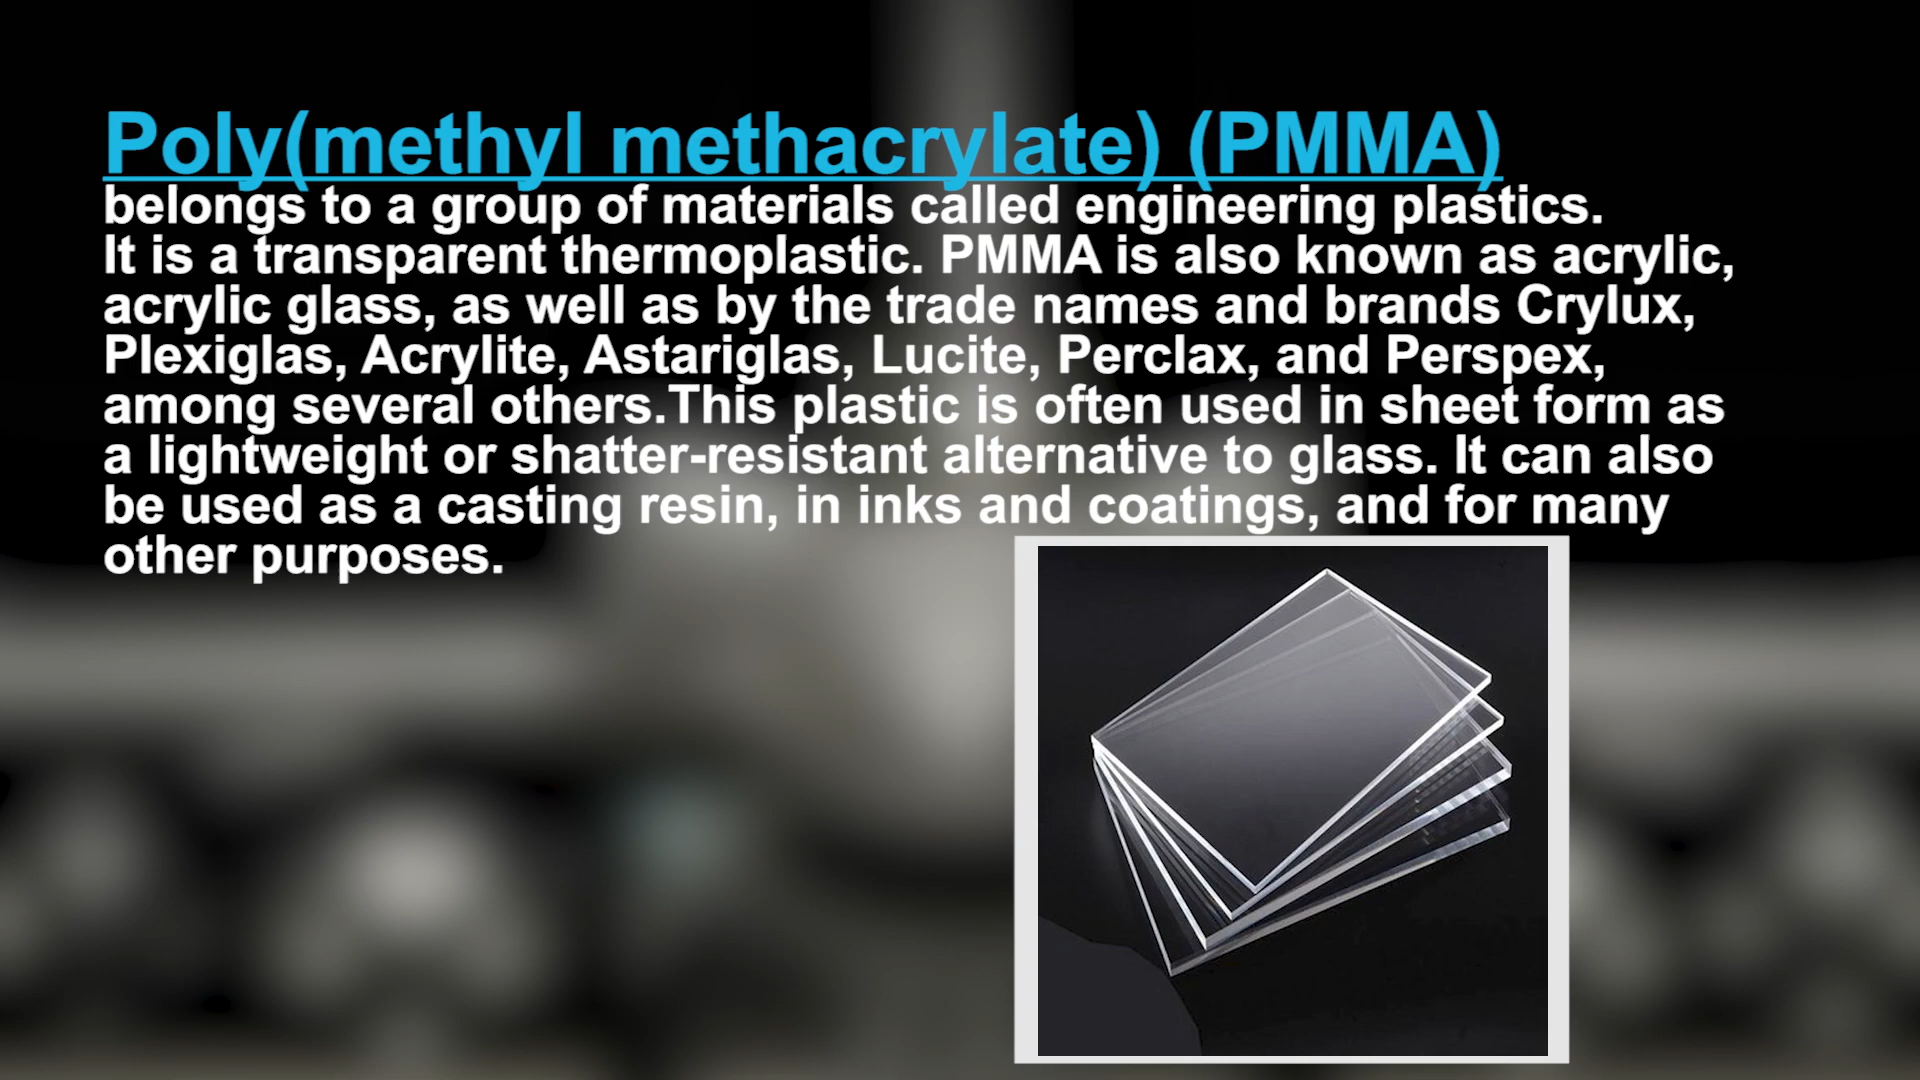 Poly(methyl methacrylate) (PMMA)
belongs to a group of materials called engineering plastics.
It is a transparent thermoplastic. PMMA is also known as acrylic,
acrylic glass, as well as by the trade names and brands Crylux,
Plexiglas, Acrylite, Astariglas, Lucite, Perclax, and Perspex,
among several others.This plastic is often used in sheet form as
a lightweight or shatter-resistant alternative to glass. It can also
be used as a casting resin, in inks and coatings, and for many
other purposes.